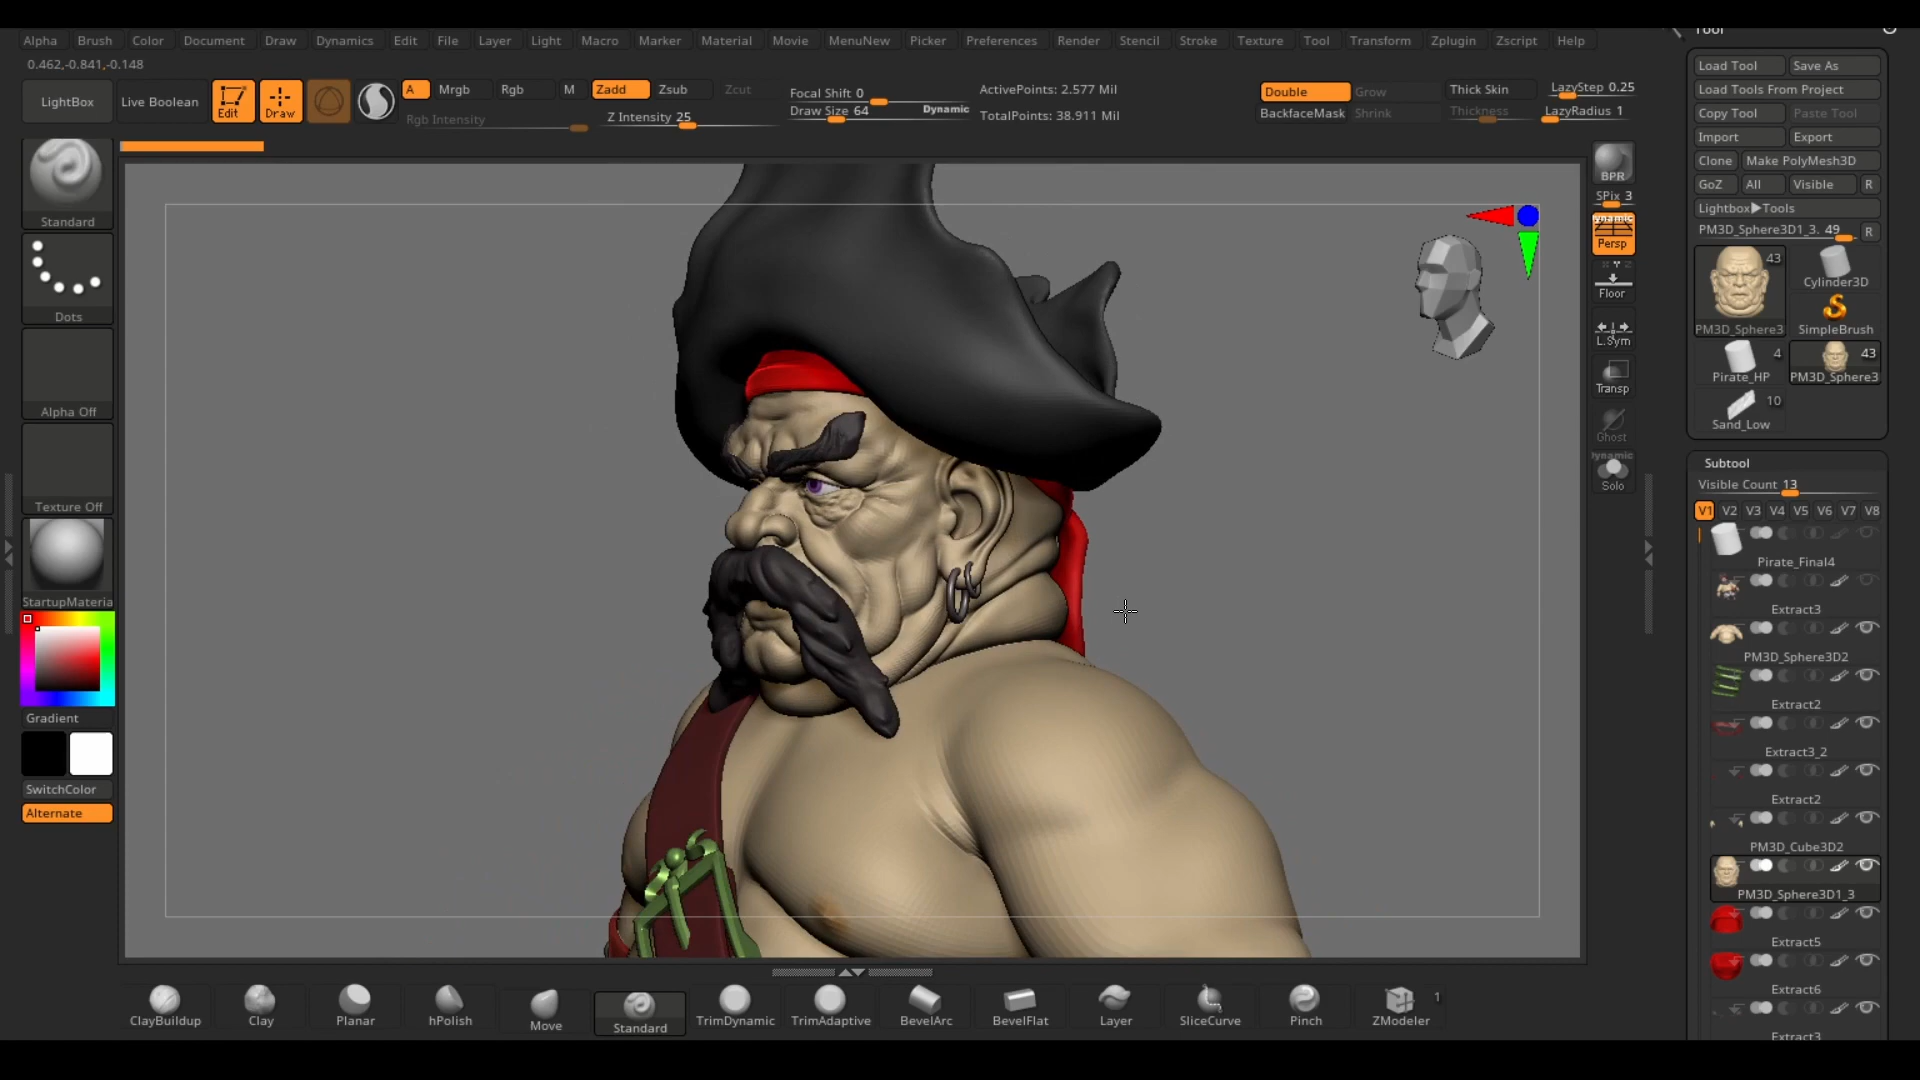 Tool
Alpha Brush Color Document Draw Dynamics Edit File Layer Light Macro Marker Material Movie MenuNew Picker Preferences Render Stencil Stroke Texture Tool Transform Zplugin Zscript Help
0.462,-0.841,-0.148
LightBox
Live Boolean
Edit
Draw
A
Mrgb
Rgb
M
Zadd
Zsub
Zcut
Rgb Intensity
Z Intensity 25
Focal Shift 0
Draw Size 64
Dynamic
ActivePoints: 2.577 Mil
TotalPoints: 38.911 Mil
Double
Grow
BackfaceMask
Shrink
Thick Skin
Thickness
LazyStep 0.25
LazyRadius 1
Standard
Dots
Alpha Off
Texture Off
StartupMateria
Gradient
SwitchColor
Alternate
BPR
SPix 3
Dynamic
Persp
Floor
L.Sym
Transp
Ghost
Dynamic
Solo
Load Tool
Save As
Load Tools From Project
Copy Tool
Paste Tool
Import
Export
Clone
Make PolyMesh3D
GoZ
All
Visible
R
Lightbox▶Tools
PM3D_Sphere3D1_3. 49
R
43
PM3D_Sphere3
Cylinder3D
SimpleBrush
4
Pirate_HP
43
PM3D_Sphere3
10
Sand_Low
Subtool
Visible Count 13
V1 V2 V3 V4 V5 V6 V7 V8
Pirate_Final4
Extract3
PM3D_Sphere3D2
Extract2
Extract3_2
Extract2
PM3D_Cube3D2
PM3D_Sphere3D1_3
Extract5
Extract6
Extract3
ClayBuildup
Clay
Planar
hPolish
Move
Standard
TrimDynamic
TrimAdaptive
BevelArc
BevelFlat
Layer
SliceCurve
Pinch
1
ZModeler